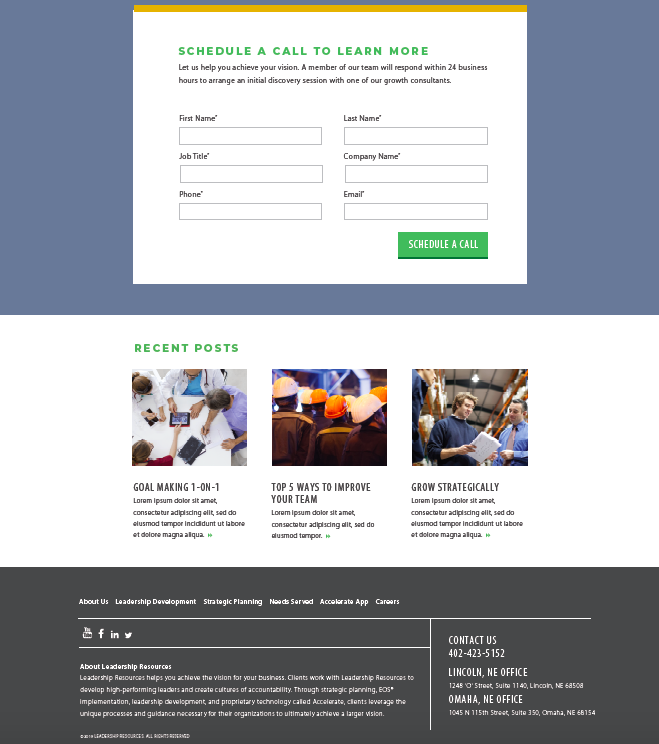 SCHEDULE A CALL TO LEARN MORE
Let us help you achieve your vision. A member of our team will respond within 24 business
hours to arrange an initial discovery session with one of our growth consultants.
First Name* Last Name*
Job Title* Company Name*
Phone* Email*
SCHEDULE A CALL
RECENT POSTS
GOAL MAKING 1-ON-1
Lorem ipsum dolor sit amet,
consectetur adipiscing elit, sed do
eiusmod tempor incididunt ut labore
et dolore magna aliqua. »
TOP 5 WAYS TO IMPROVE
YOUR TEAM
Lorem ipsum dolor sit amet,
consectetur adipiscing elit, sed do
eiusmod tempor. »
GROW STRATEGICALLY
Lorem ipsum dolor sit amet,
consectetur adipiscing elit, sed do
eiusmod tempor incididunt ut labore
et dolore magna aliqua. »
About Us Leadership Development Strategic Planning Needs Served Accelerate App Careers
About Leadership Resources
Leadership Resources helps you achieve the vision for your business. Clients work with Leadership Resources to
develop high-performing leaders and create cultures of accountability. Through strategic planning, EOS®
implementation, leadership development, and proprietary technology called Accelerate, clients leverage the
unique processes and guidance necessary for their organizations to ultimately achieve a larger vision.
©2019 LEADERSHIP RESOURCES. ALL RIGHTS RESERVED
CONTACT US
402-423-5152
LINCOLN, NE OFFICE
1248 'O' Street, Suite 1140, Lincoln, NE 68508
OMAHA, NE OFFICE
1045 N 115th Street, Suite 350, Omaha, NE 68154